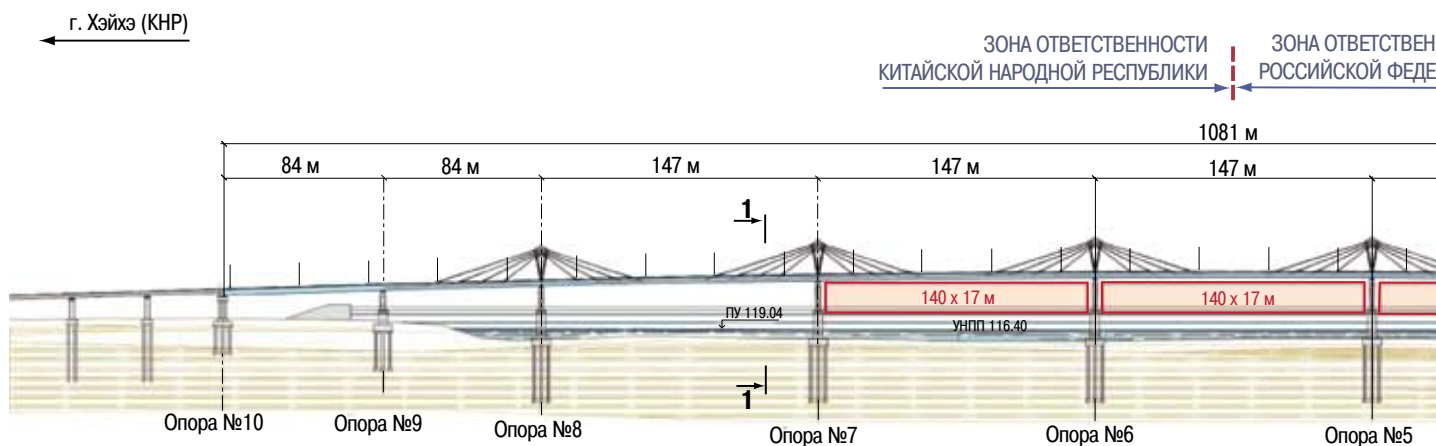 г. Хэйхэ (КНР)
ЗОНА ОТВЕТСТВЕННОСТИ
КИТАЙСКОЙ НАРОДНОЙ РЕСПУБЛИКИ
ЗОНА ОТВЕТСТВЕН
РОССИЙСКОЙ ФЕДЕ
1081 м
84 м 84 м 147 м 147 м 147 м
1
140 x 17 м 140 x 17 м
ПУ 119.04
УНПП 116.40
1
Опора №10 Опора №9 Опора №8 Опора №7 Опора №6 Опора №5